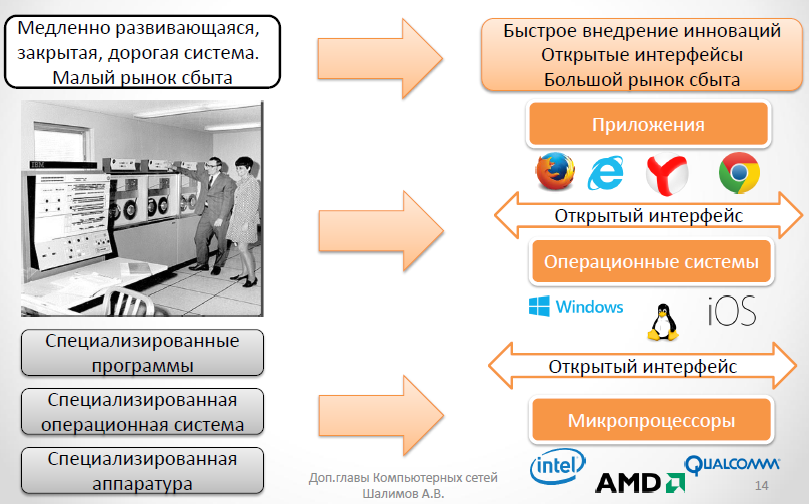 Медленно развивающаяся,
закрытая, дорогая система.
Малый рынок сбыта
IBM
Специализированные
программы
Специализированная
операционная система
Специализированная
аппаратура
Быстрое внедрение инноваций
Открытые интерфейсы
Большой рынок сбыта
Приложения
Открытый интерфейс
Операционные системы
Windows
iOS
Открытый интерфейс
Микропроцессоры
intel
AMD
QUALCOMM
Доп.главы Компьютерных сетей
Шалимов А.В.
14